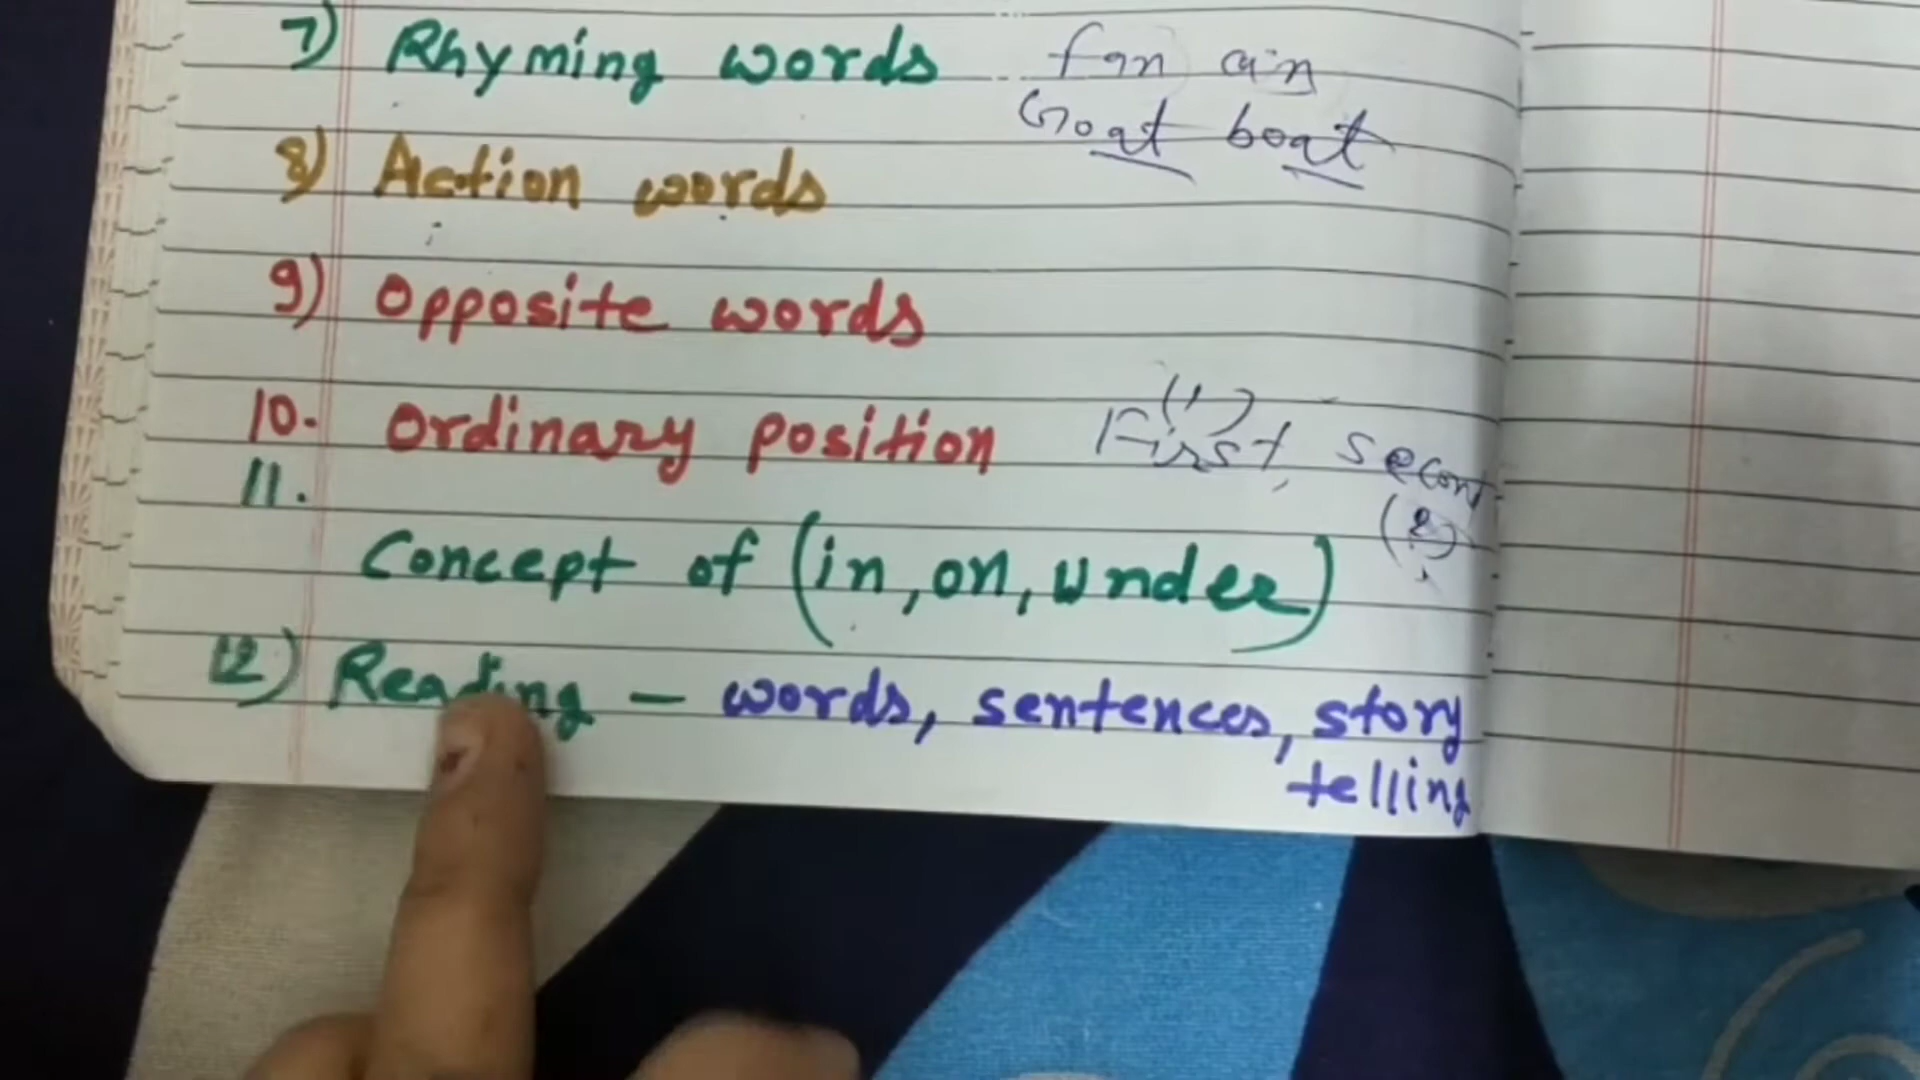 7) Rhyming words fan
Goat boat
8) Action words
9) Opposite words
10. Ordinary position First, second
(1)
(2)
11.
Concept of (in, on, under)
12) Reading - words, sentences, story
telling